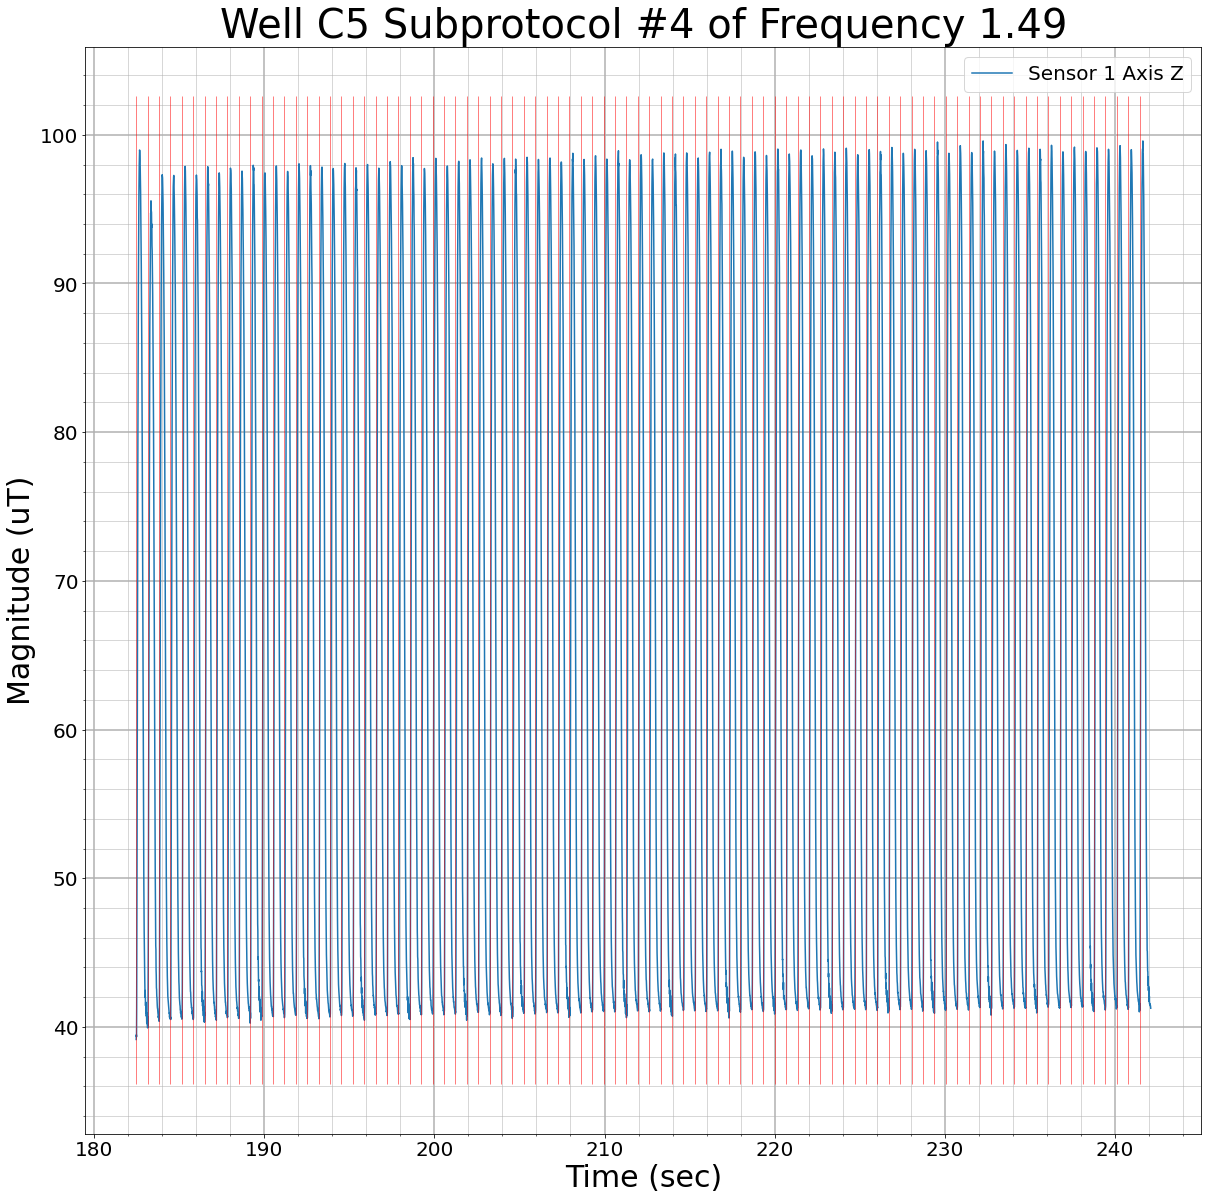 Well C5 Subprotocol #4 of Frequency 1.49
Sensor 1 Axis Z
100
90
80
70
60
50
40
Magnitude (uT)
180 190 200 210 220 230 240
Time (sec)